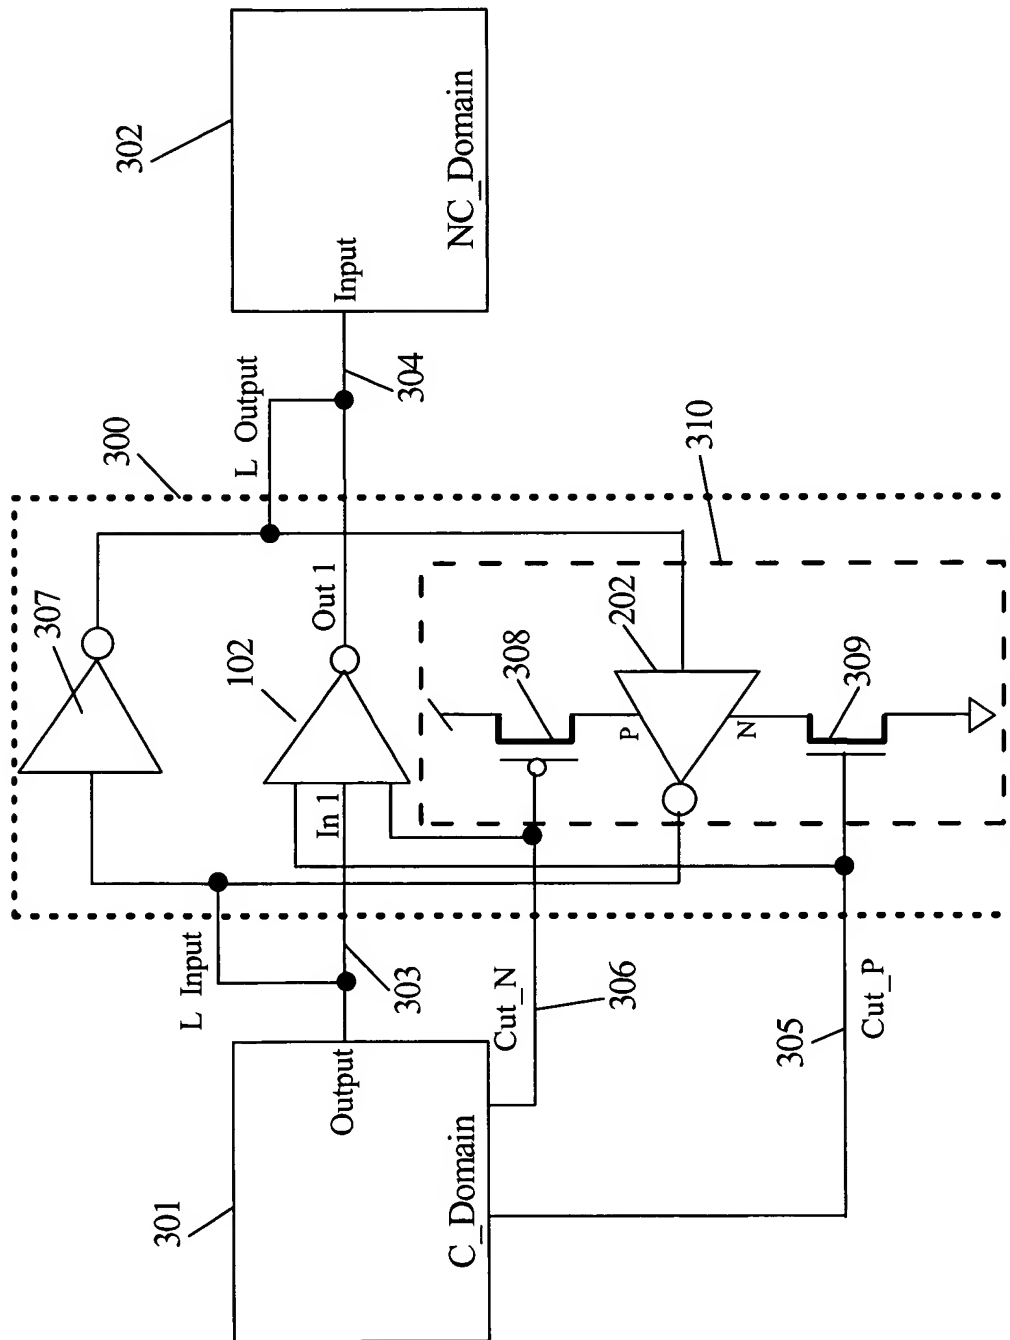 302
NC_Domain
Input
304
L Output
300
310
307
Out 1
102
202
308
309
P
N
In 1
L Input
303
Cut_N
306
305
Cut_P
Output
C_Domain
301